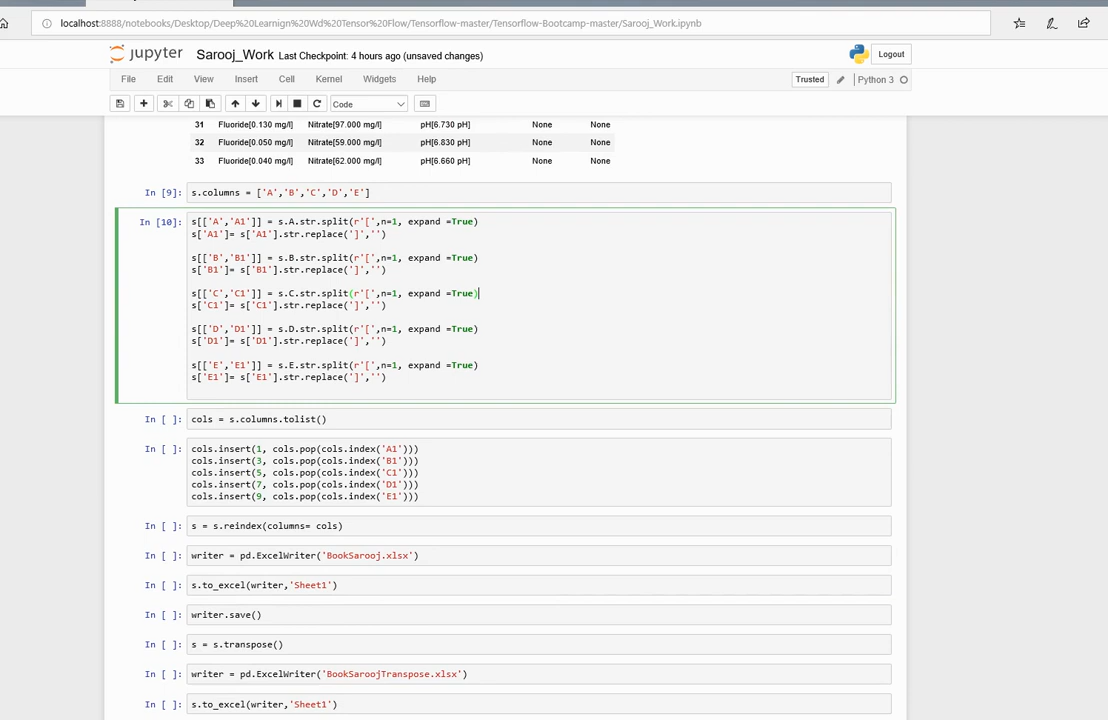 localhost:8888/notebooks/Desktop/Deep%20Learnign%20Wd%20Tensor%20Flow/Tensorflow-master/Tensorflow-Bootcamp-master/Sarooj_Work.ipynb
jupyter Sarooj_Work Last Checkpoint: 4 hours ago (unsaved changes) Logout
File Edit View Insert Cell Kernel Widgets Help Trusted Python 3
Code
31 Fluoride[0.130 mg/l] Nitrate[97.000 mg/l] pH[6.730 pH] None None
32 Fluoride[0.050 mg/l] Nitrate[59.000 mg/l] pH[6.830 pH] None None
33 Fluoride[0.040 mg/l] Nitrate[62.000 mg/l] pH[6.660 pH] None None
In [9]: s.columns = ['A','B','C','D','E']
In [10]: s[['A','A1']] = s.A.str.split(r'[',n=1, expand =True)
s['A1']= s['A1'].str.replace(']','')
s[['B','B1']] = s.B.str.split(r'[',n=1, expand =True)
s['B1']= s['B1'].str.replace(']','')
s[['C','C1']] = s.C.str.split(r'[',n=1, expand =True)
s['C1']= s['C1'].str.replace(']','')
s[['D','D1']] = s.D.str.split(r'[',n=1, expand =True)
s['D1']= s['D1'].str.replace(']','')
s[['E','E1']] = s.E.str.split(r'[',n=1, expand =True)
s['E1']= s['E1'].str.replace(']','')
In [ ]: cols = s.columns.tolist()
In [ ]: cols.insert(1, cols.pop(cols.index('A1')))
cols.insert(3, cols.pop(cols.index('B1')))
cols.insert(5, cols.pop(cols.index('C1')))
cols.insert(7, cols.pop(cols.index('D1')))
cols.insert(9, cols.pop(cols.index('E1')))
In [ ]: s = s.reindex(columns= cols)
In [ ]: writer = pd.ExcelWriter('BookSarooj.xlsx')
In [ ]: s.to_excel(writer,'Sheet1')
In [ ]: writer.save()
In [ ]: s = s.transpose()
In [ ]: writer = pd.ExcelWriter('BookSaroojTranspose.xlsx')
In [ ]: s.to_excel(writer,'Sheet1')